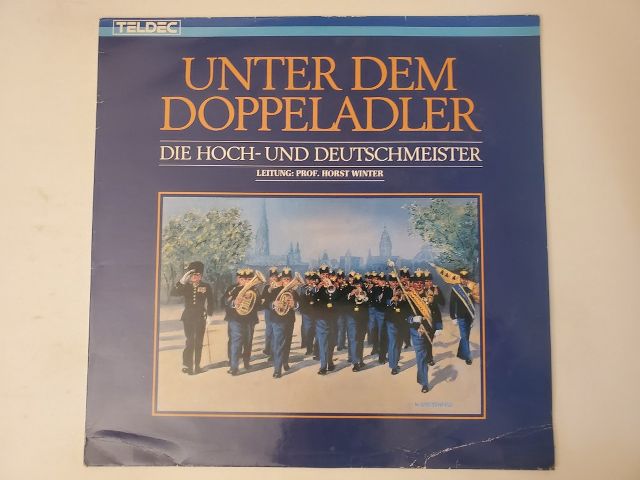 TELDEC
UNTER DEM
DOPPELADLER
DIE HOCH- UND DEUTSCHMEISTER
LEITUNG: PROF. HORST WINTER